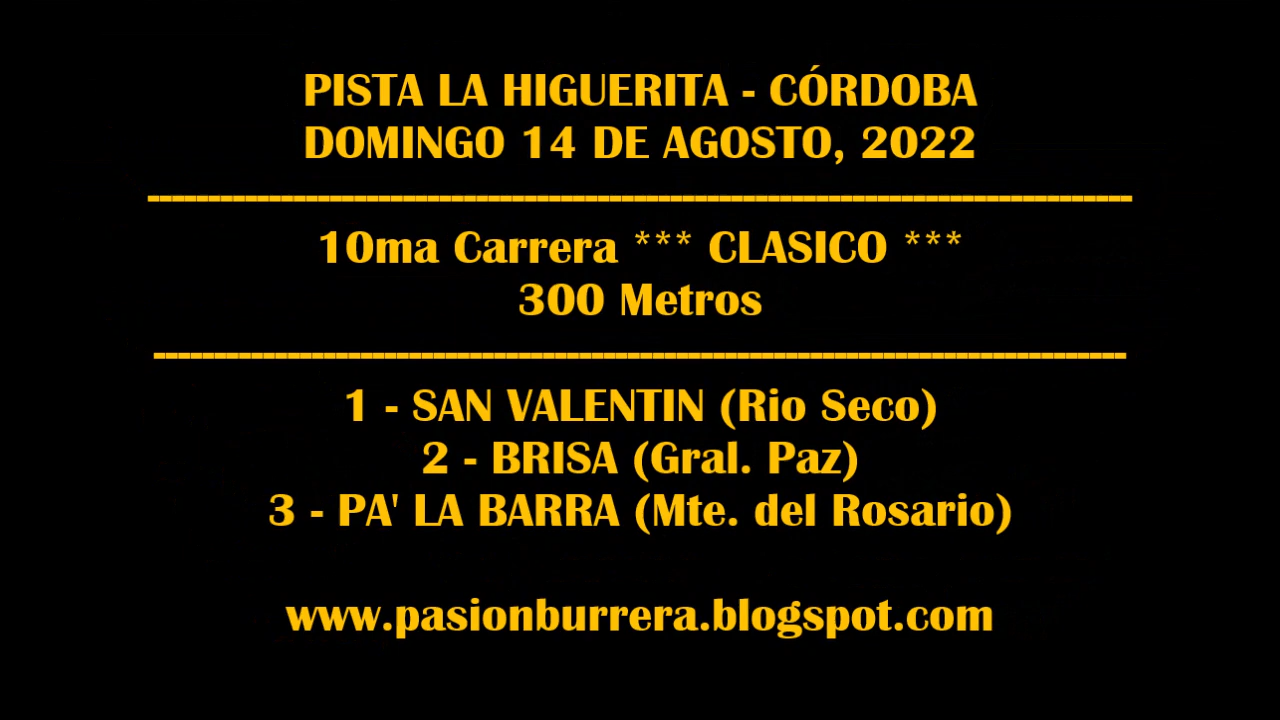 PISTA LA HIGUERITA - CÓRDOBA
DOMINGO 14 DE AGOSTO, 2022
--------------------------------------------------------------------------------
10ma Carrera *** CLASICO ***
300 Metros
-------------------------------------------------------------------------------
1 - SAN VALENTIN (Rio Seco)
2 - BRISA (Gral. Paz)
3 - PA' LA BARRA (Mte. del Rosario)
www.pasionburrera.blogspot.com